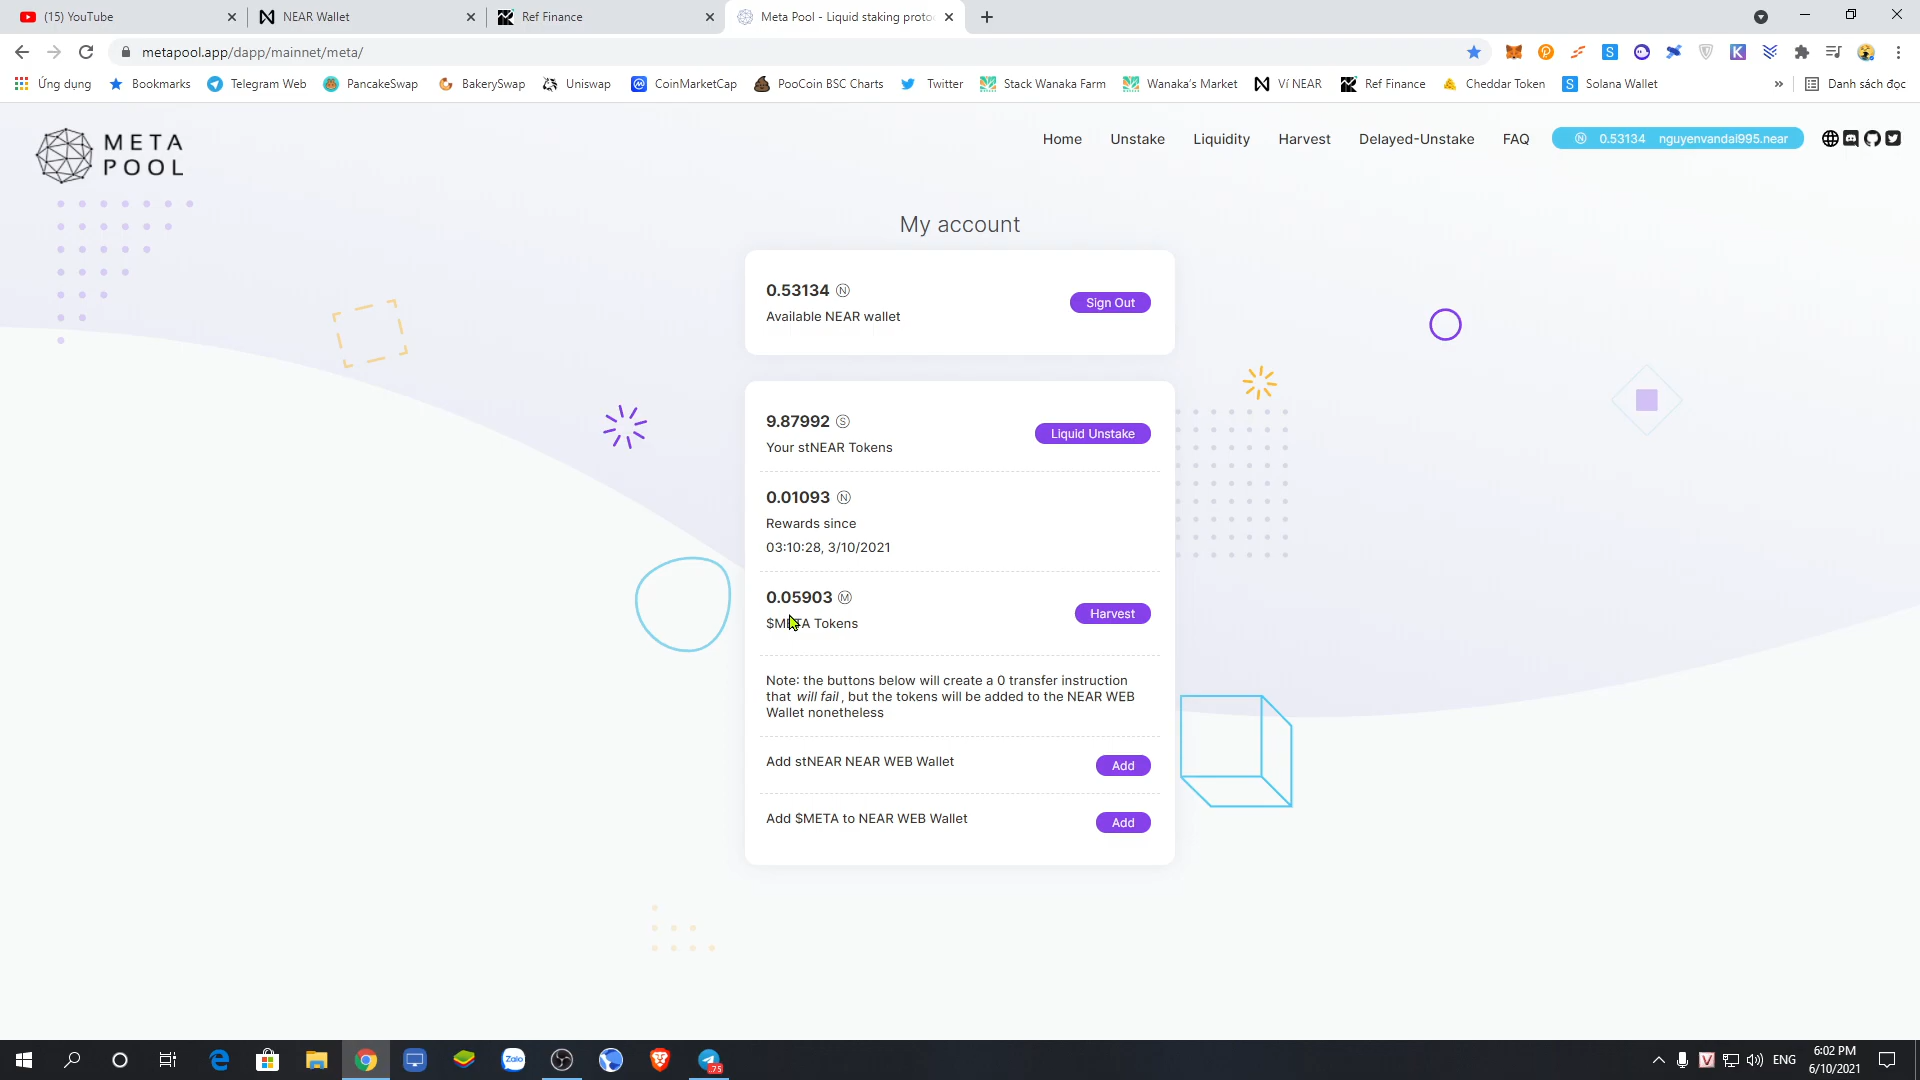 (15) YouTube
NEAR Wallet
Ref Finance
Meta Pool - Liquid staking proto
metapool.app/dapp/mainnet/meta/
Ứng dụng
Bookmarks
Telegram Web
PancakeSwap
BakerySwap
Uniswap
CoinMarketCap
PooCoin BSC Charts
Twitter
Stack Wanaka Farm
Wanaka's Market
Ví NEAR
Ref Finance
Cheddar Token
Solana Wallet
»
Danh sách đọc
META
POOL
Home
Unstake
Liquidity
Harvest
Delayed-Unstake
FAQ
Ⓝ 0.53134 nguyenvandai995.near
My account
0.53134 Ⓝ
Available NEAR wallet
Sign Out
9.87992 Ⓢ
Your stNEAR Tokens
Liquid Unstake
0.01093 Ⓝ
Rewards since
03:10:28, 3/10/2021
0.05903 Ⓜ
$META Tokens
Harvest
Note: the buttons below will create a 0 transfer instruction
that will fail, but the tokens will be added to the NEAR WEB
Wallet nonetheless
Add stNEAR NEAR WEB Wallet
Add
Add $META to NEAR WEB Wallet
Add
Zalo
75
ENG
6:02 PM
6/10/2021